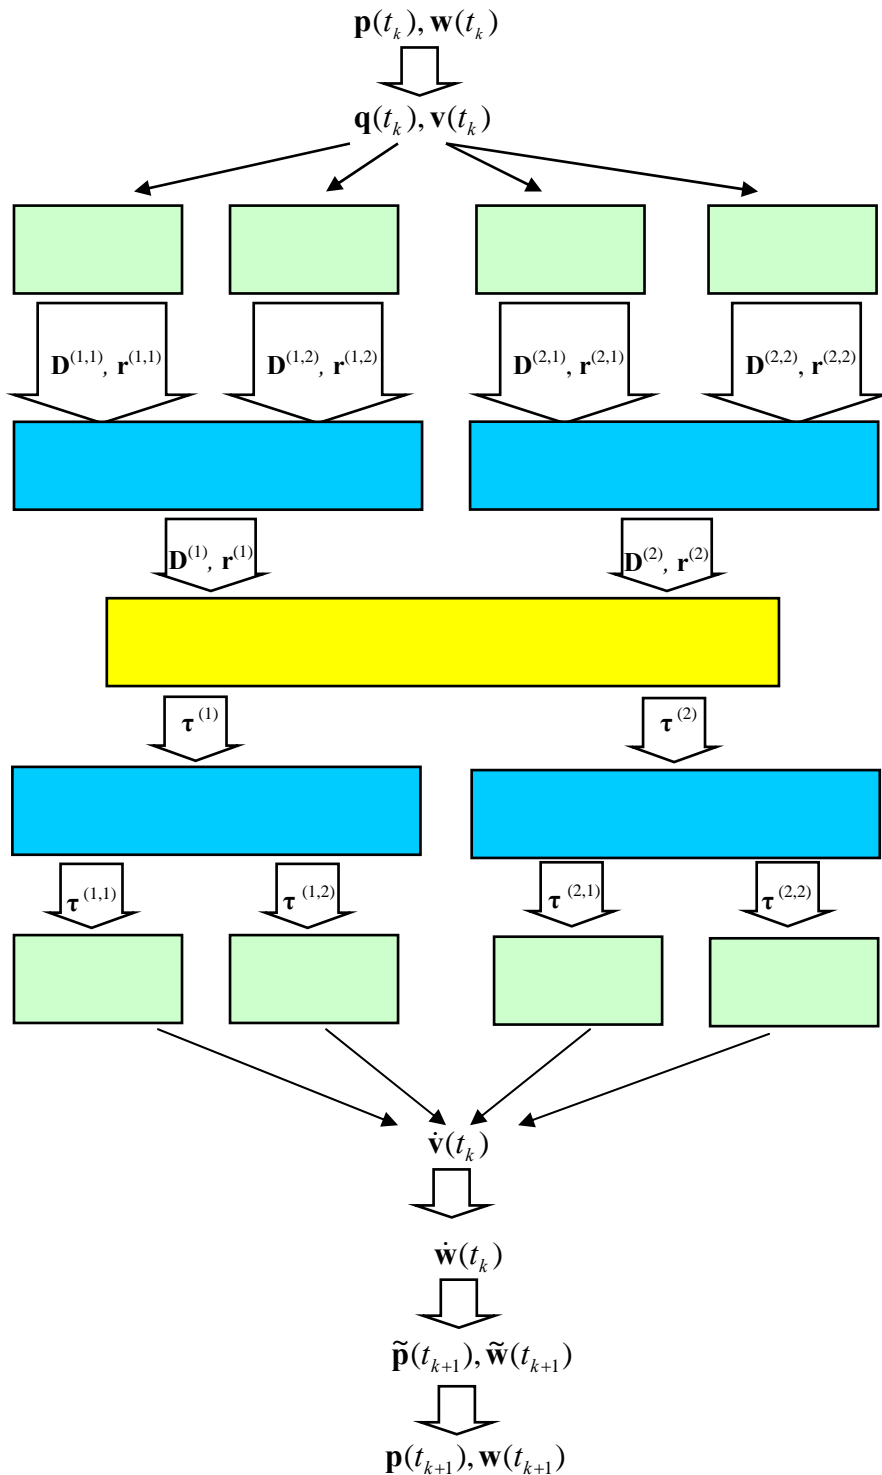 𝐩(t_k), 𝐰(t_k)
𝐪(t_k), 𝐯(t_k)
𝐃^(1,1), 𝐫^(1,1) 𝐃^(1,2), 𝐫^(1,2) 𝐃^(2,1), 𝐫^(2,1) 𝐃^(2,2), 𝐫^(2,2)
𝐃^(1), 𝐫^(1) 𝐃^(2), 𝐫^(2)
𝛕^(1) 𝛕^(2)
𝛕^(1,1) 𝛕^(1,2) 𝛕^(2,1) 𝛕^(2,2)
𝐯̇(t_k)
𝐰̇(t_k)
𝐩̃(t_{k+1}), 𝐰̃(t_{k+1})
𝐩(t_{k+1}), 𝐰(t_{k+1})